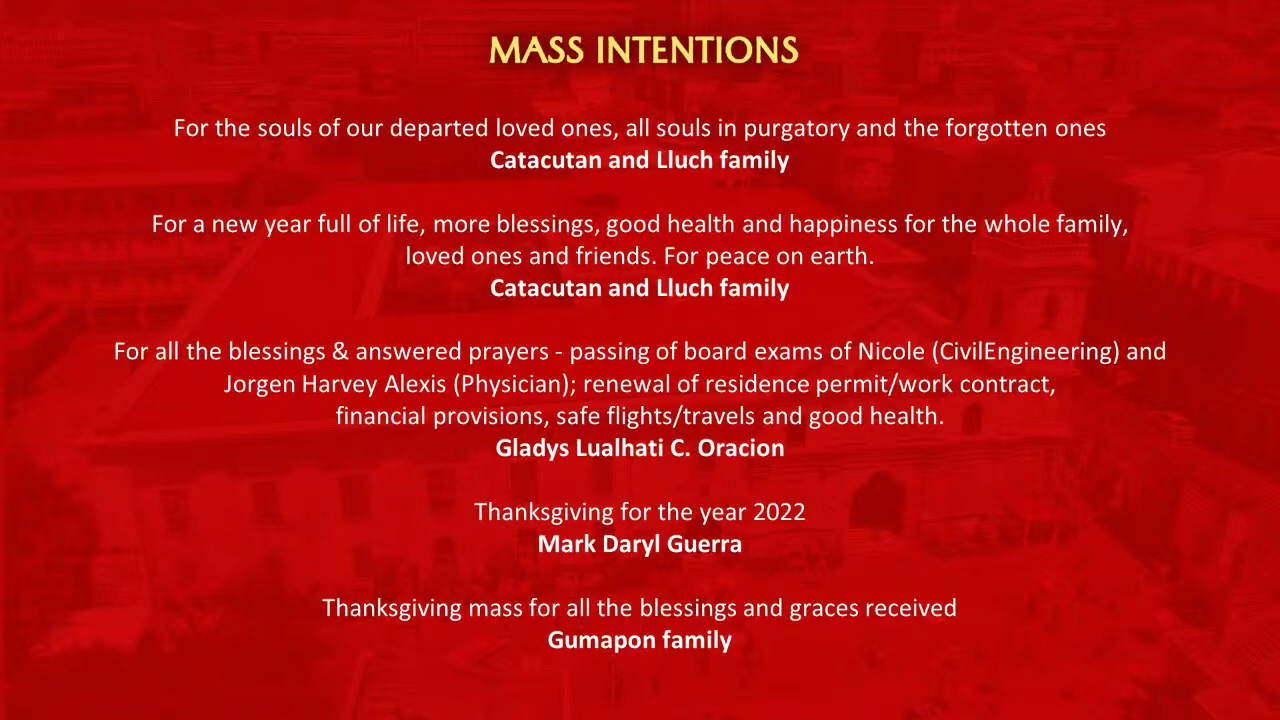 MASS INTENTIONS
For the souls of our departed loved ones, all souls in purgatory and the forgotten ones
Catacutan and Lluch family
For a new year full of life, more blessings, good health and happiness for the whole family,
loved ones and friends. For peace on earth.
Catacutan and Lluch family
For all the blessings & answered prayers - passing of board exams of Nicole (CivilEngineering) and
Jorgen Harvey Alexis (Physician); renewal of residence permit/work contract,
financial provisions, safe flights/travels and good health.
Gladys Lualhati C. Oracion
Thanksgiving for the year 2022
Mark Daryl Guerra
Thanksgiving mass for all the blessings and graces received
Gumapon family